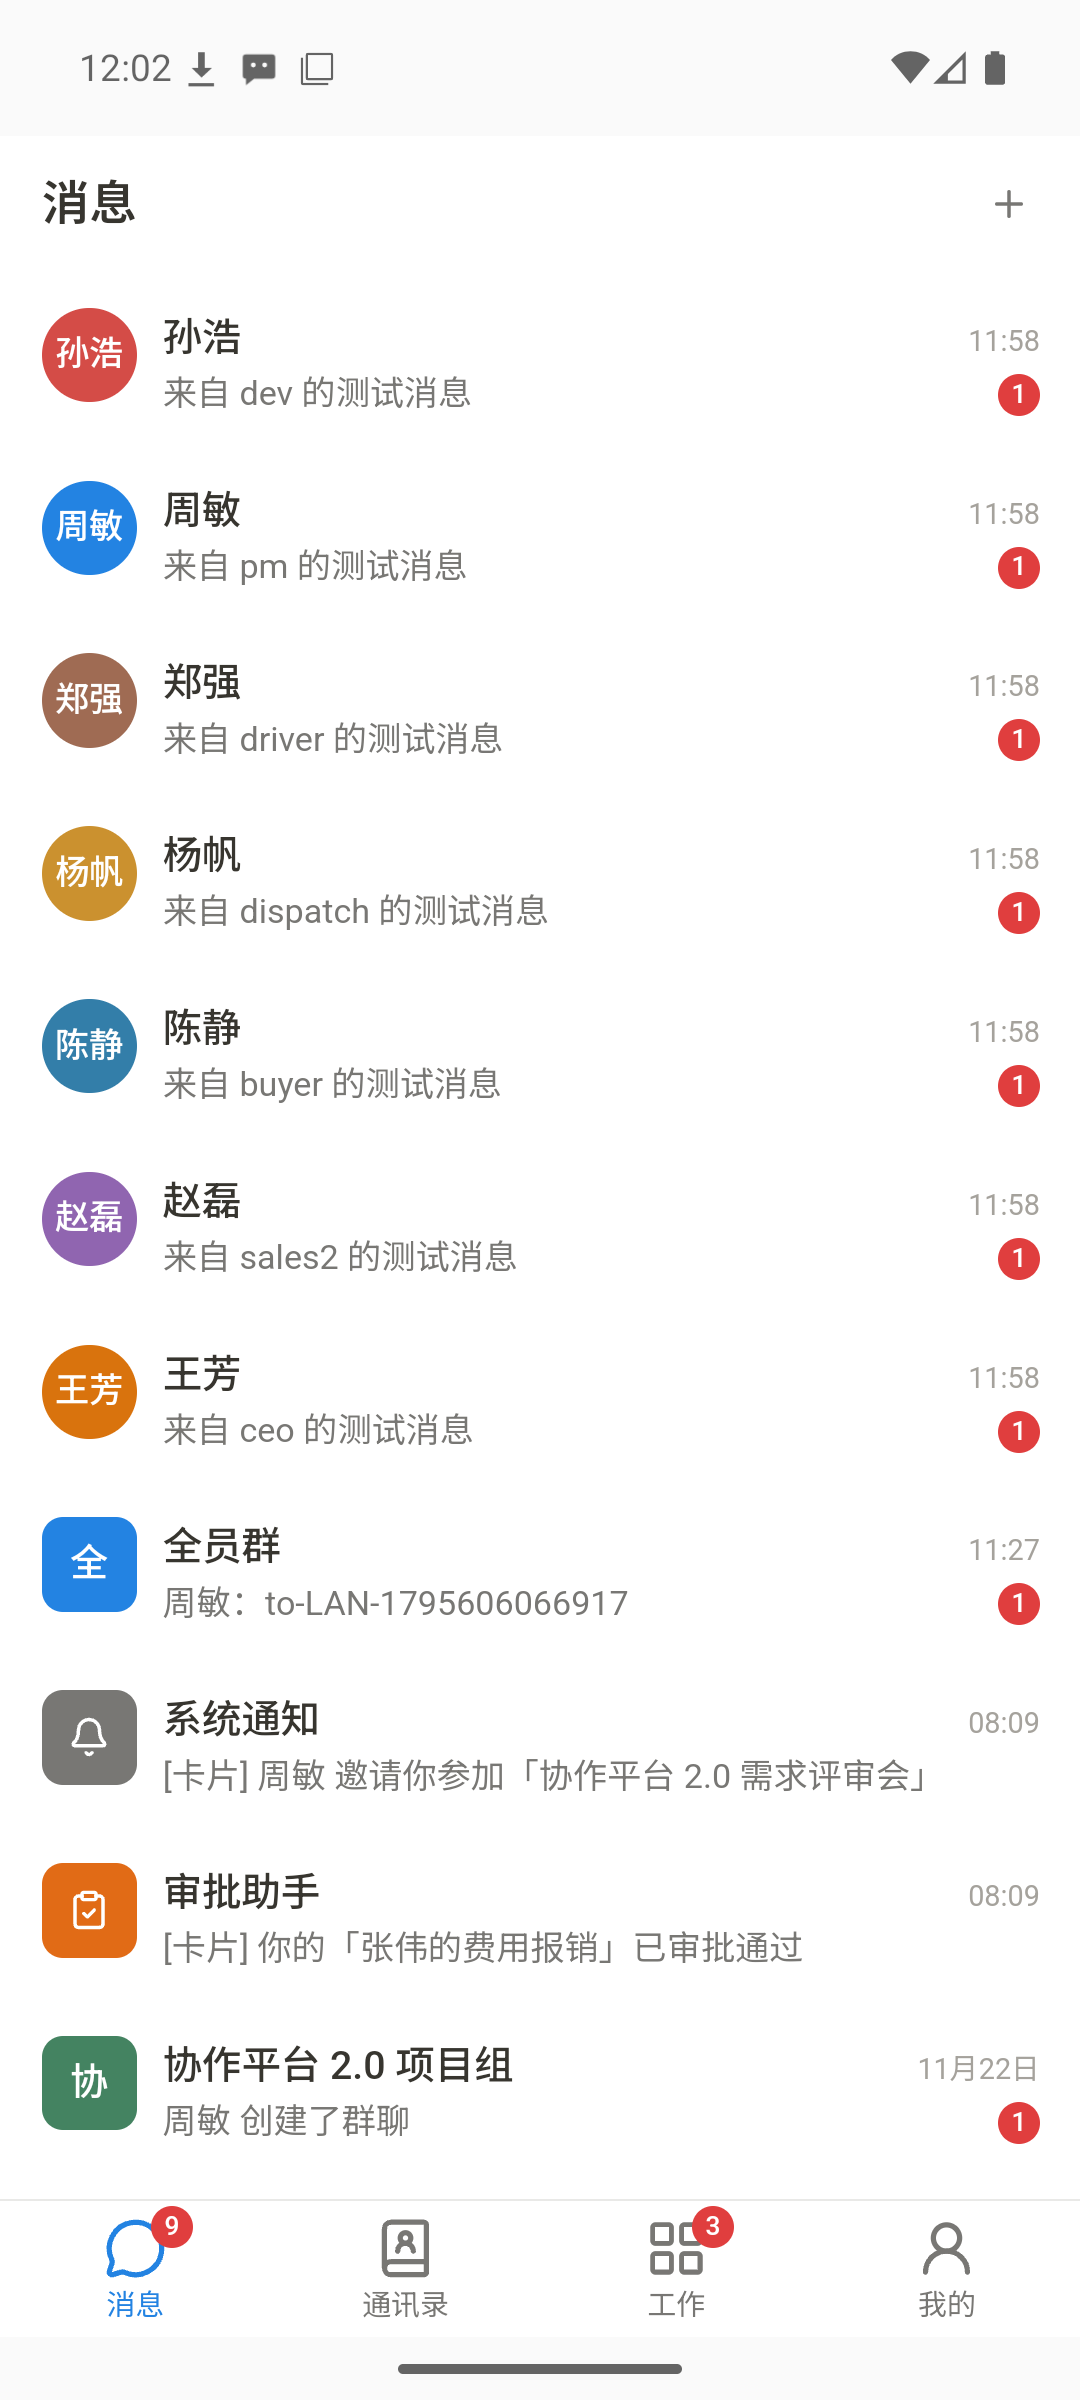 12:02
消息
孙浩
孙浩
11:58
来自 dev 的测试消息
1
周敏
周敏
11:58
来自 pm 的测试消息
1
郑强
郑强
11:58
来自 driver 的测试消息
1
杨帆
杨帆
11:58
来自 dispatch 的测试消息
1
陈静
陈静
11:58
来自 buyer 的测试消息
1
赵磊
赵磊
11:58
来自 sales2 的测试消息
1
王芳
王芳
11:58
来自 ceo 的测试消息
1
全
全员群
11:27
周敏：to-LAN-1795606066917
1
系统通知
08:09
[卡片] 周敏 邀请你参加「协作平台 2.0 需求评审会」
审批助手
08:09
[卡片] 你的「张伟的费用报销」已审批通过
协
协作平台 2.0 项目组
11月22日
周敏 创建了群聊
1
9
消息
通讯录
3
工作
我的